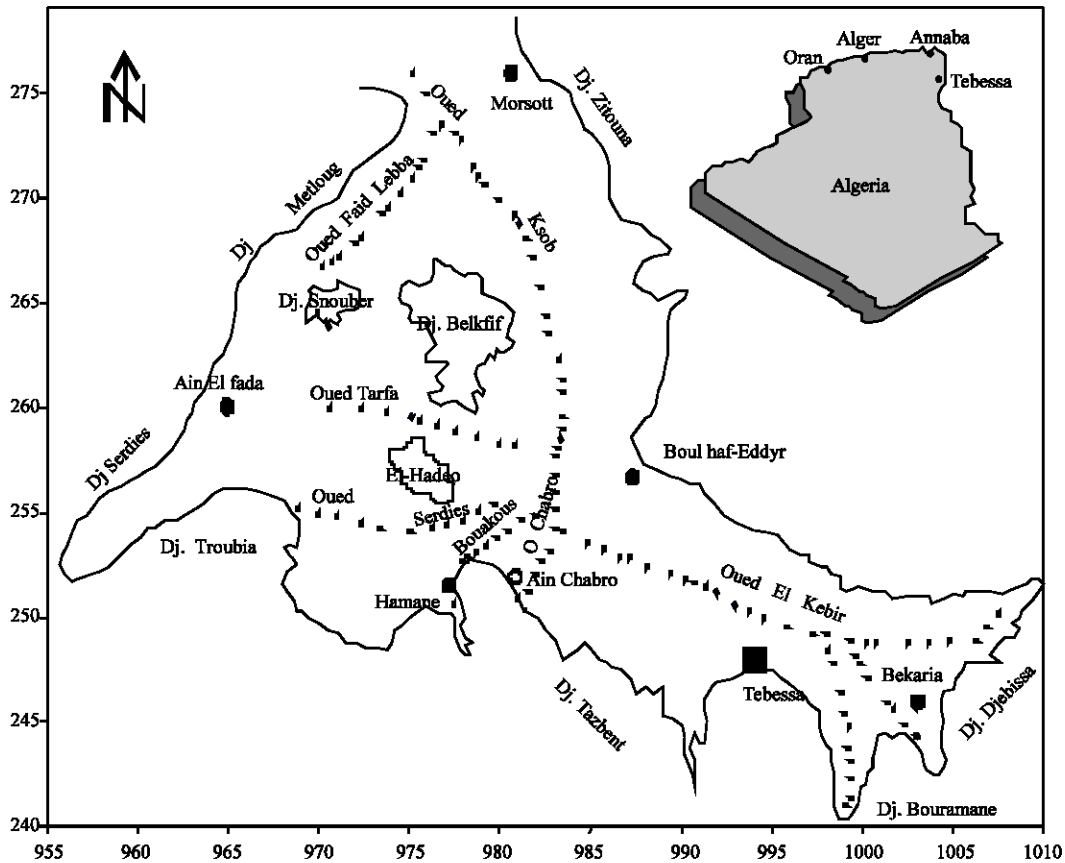 N
Annaba
Alger
Oran
Tebessa
Algeria
275
270
265
260
255
250
245
240
Morsott
Dj. Zitouna
Oued
Ksob
Metloug
Dj
Oued Faid Lebba
Dj. Snouber
Dj. Belkfif
Ain El fada
Oued Tarfa
Dj Serdies
El-Hadeo
Boul haf-Eddyr
Oued
Serdies
Bouakous
O Chabro
Dj. Troubia
Ain Chabro
Hamane
Oued El Kebir
Tebessa
Bekaria
Dj. Tazbent
Dj. Djebissa
Dj. Bouramane
955 960 965 970 975 980 985 990 995 1000 1005 1010